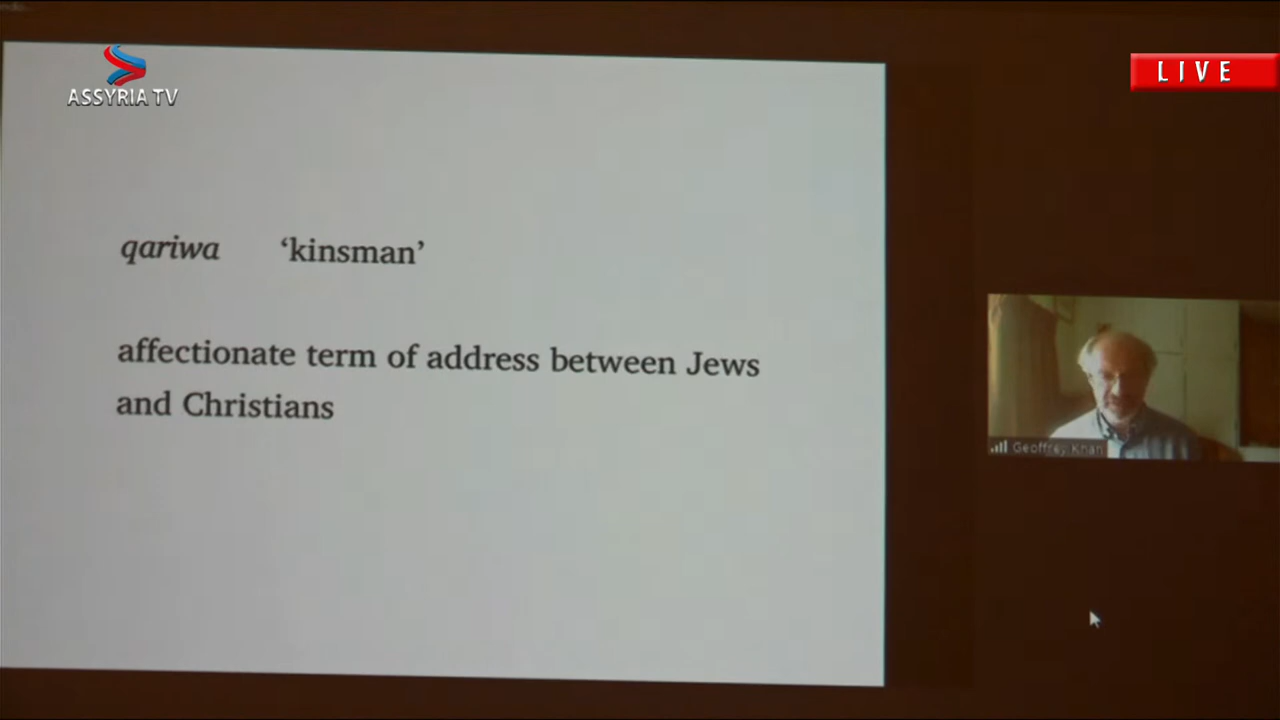 ASSYRIA TV
LIVE
qariwa ‘kinsman’
affectionate term of address between Jews
and Christians
Geoffrey Khan